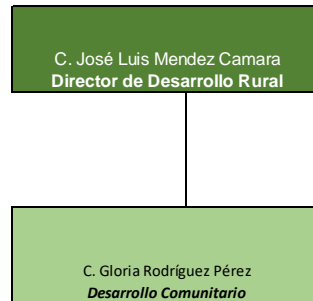 C. José Luis Mendez Camara
Director de Desarrollo Rural
C. Gloria Rodríguez Pérez
Desarrollo Comunitario